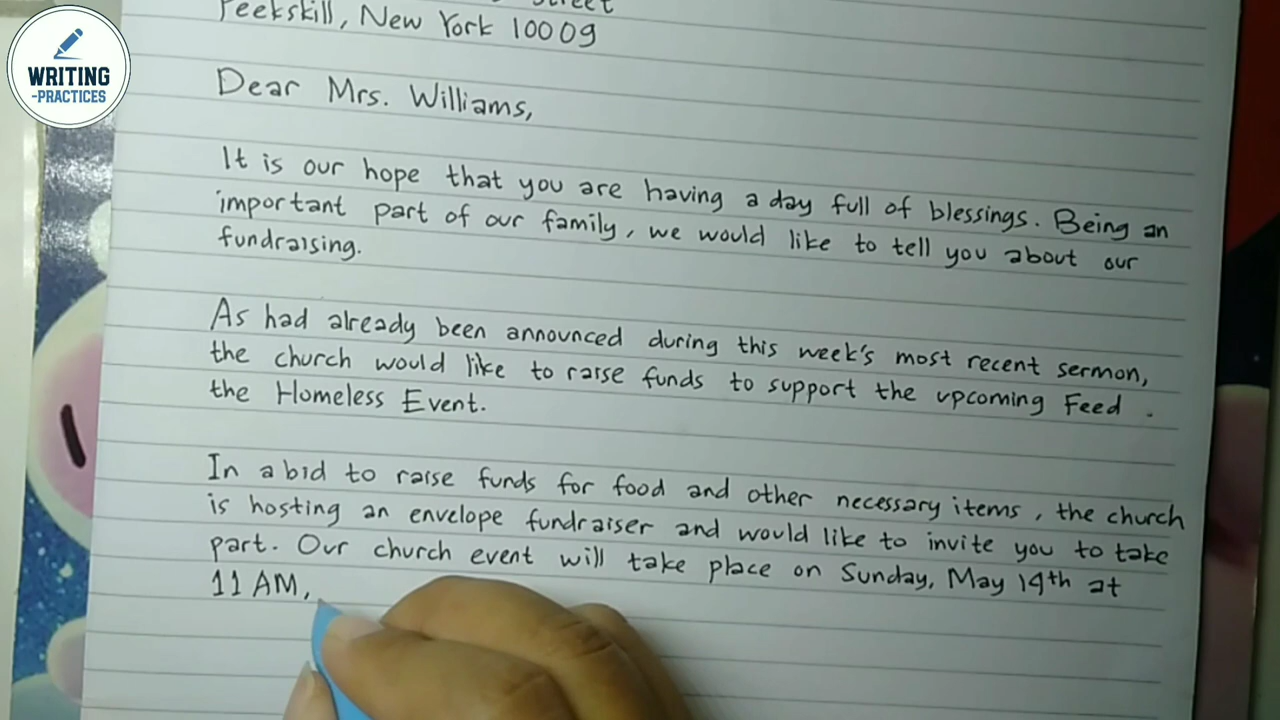 WRITING
-PRACTICES
Street
Peekskill, New York 10009
Dear Mrs. Williams,
It is our hope that you are having a day full of blessings. Being an
important part of our family, we would like to tell you about our
fundraising.
As had already been announced during this week's most recent sermon,
the church would like to raise funds to support the upcoming Feed
the Homeless Event.
In a bid to raise funds for food and other necessary items, the church
is hosting an envelope fundraiser and would like to invite you to take
part. Our church event will take place on Sunday, May 19th at
11 AM,